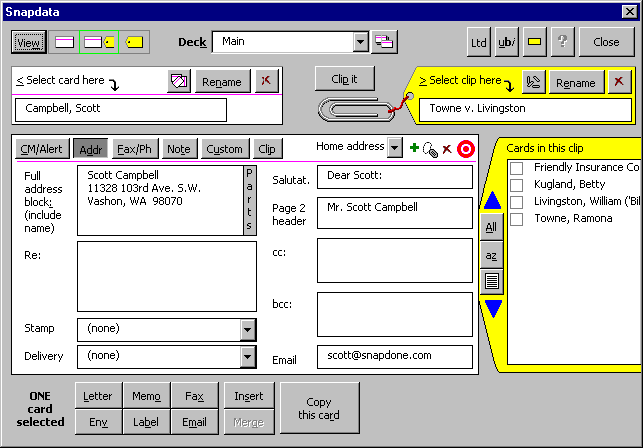 Snapdata
View
Deck
Main
Ltd
ubi
?
Close
< Select card here
Rename
Campbell, Scott
Clip it
> Select clip here
Rename
Towne v. Livingston
CM/Alert
Addr
Fax/Ph
Note
Custom
Clip
Home address
Full
address
block:
(include
name)
Scott Campbell
11328 103rd Ave. S.W.
Vashon, WA 98070
Parts
Re:
Stamp
(none)
Delivery
(none)
Salutat.
Dear Scott:
Page 2
header
Mr. Scott Campbell
cc:
bcc:
Email
scott@snapdone.com
Cards in this clip
All
az
Friendly Insurance Co
Kugland, Betty
Livingston, William ('Bil
Towne, Ramona
ONE
card
selected
Letter
Memo
Fax
Insert
Env
Label
Email
Merge
Copy
this card